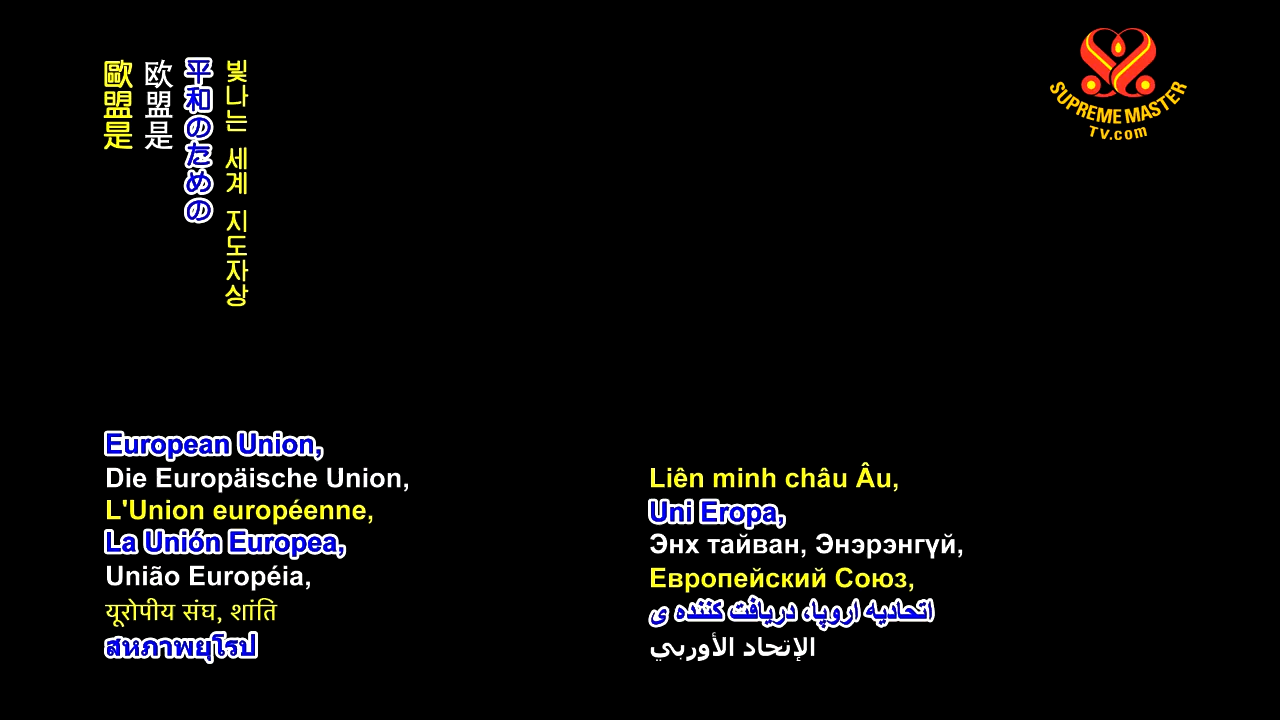 歐盟是
欧盟是
平和のための
빛나는 세계 지도자상
SUPREME MASTER
TV.com
European Union,
Die Europäische Union,
L'Union européenne,
La Unión Europea,
União Européia,
यूरोपीय संघ, शांति
สหภาพยุโรป
Liên minh châu Âu,
Uni Eropa,
Энх тайван, Энэрэнгүй,
Европейский Союз,
اتحادیه اروپا، دریافت کننده ی
الإتحاد الأوربي